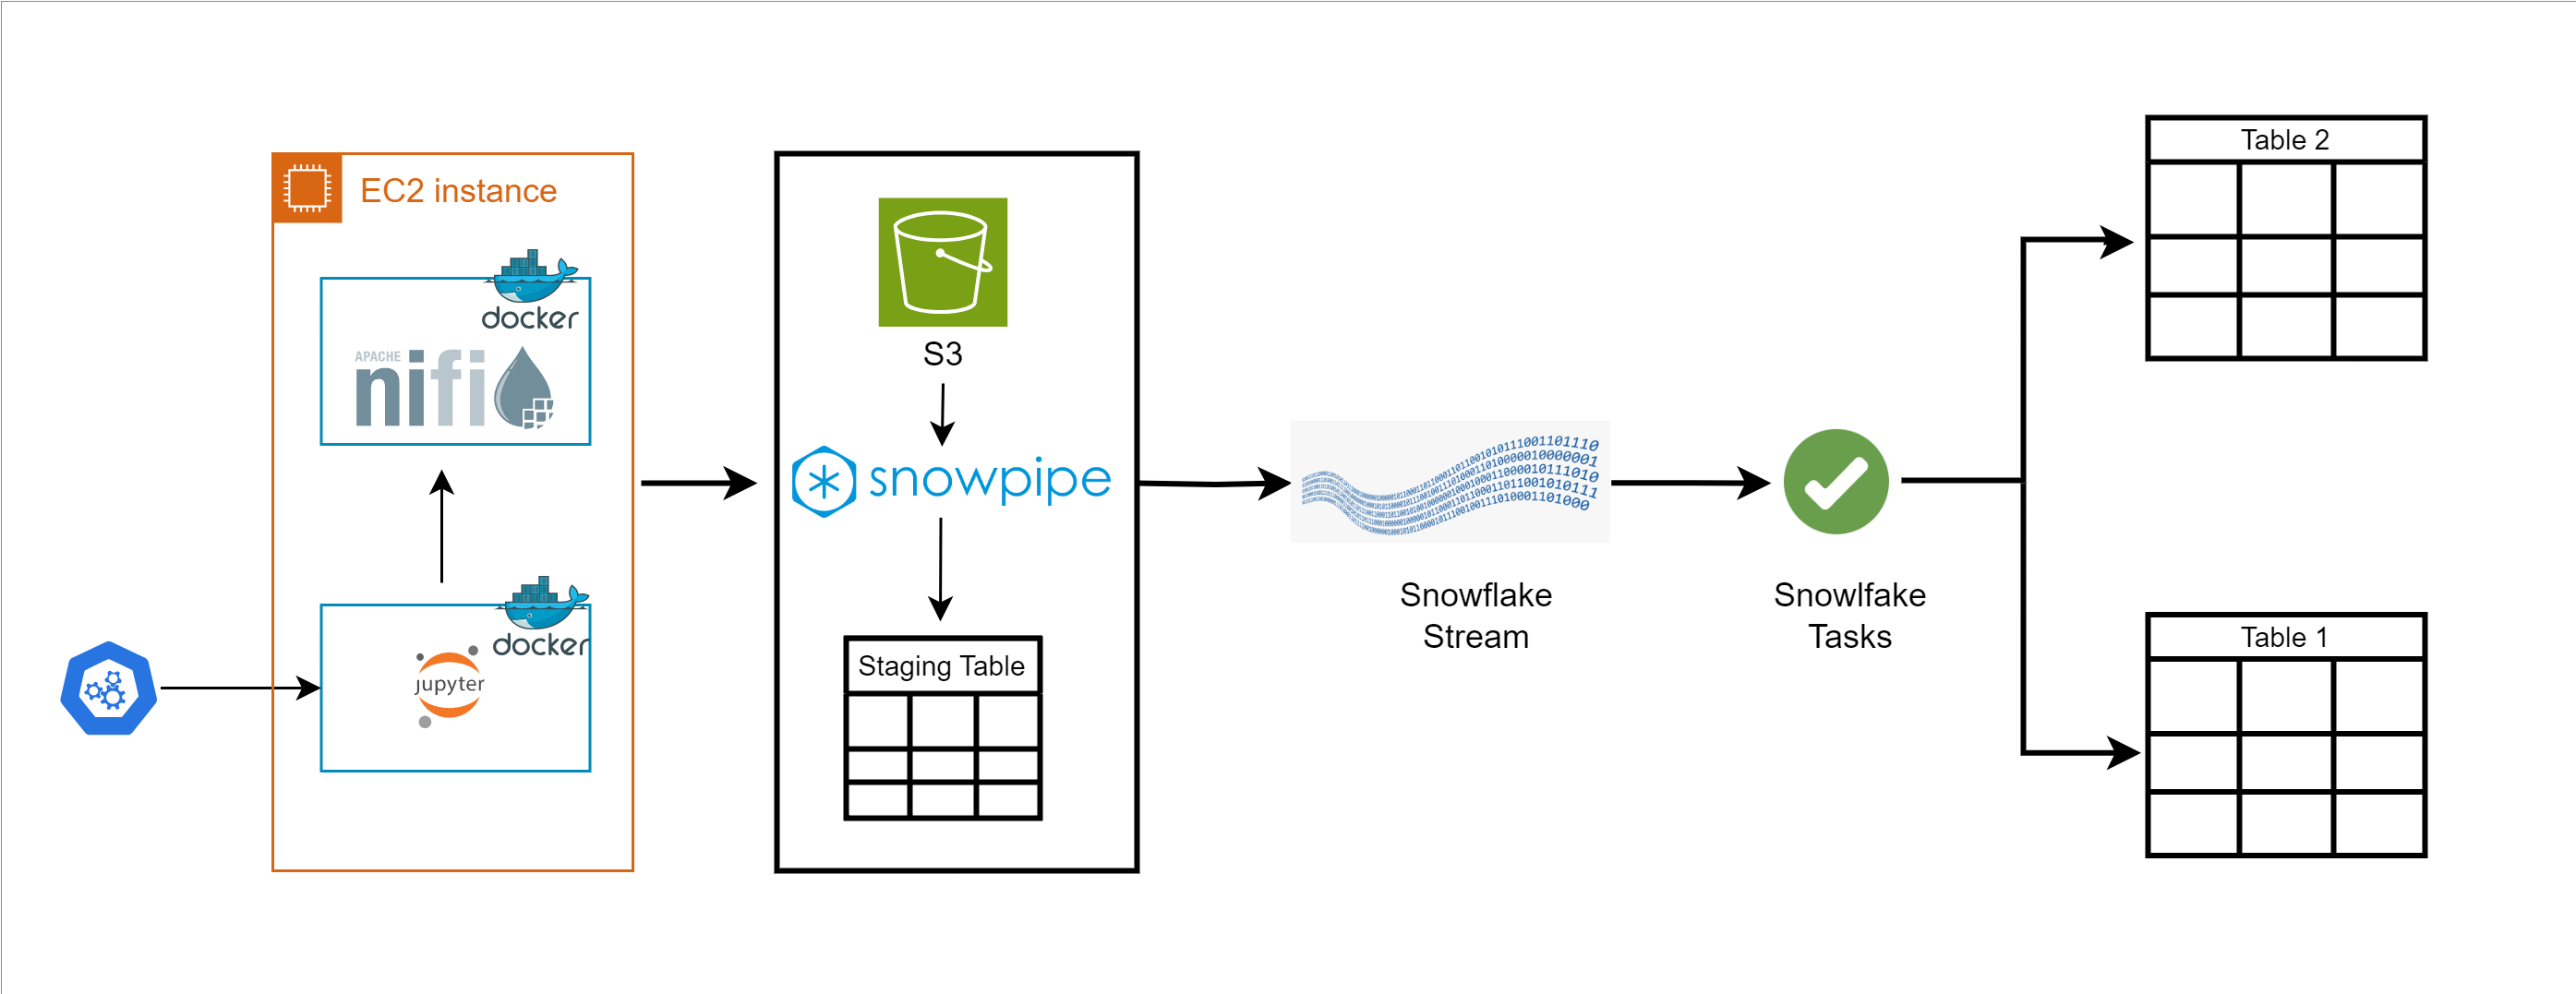 EC2 instance
docker
APACHE
nifi
docker
jupyter
S3
snowpipe
Staging Table
Snowflake
Stream
Snowlfake
Tasks
Table 2
Table 1